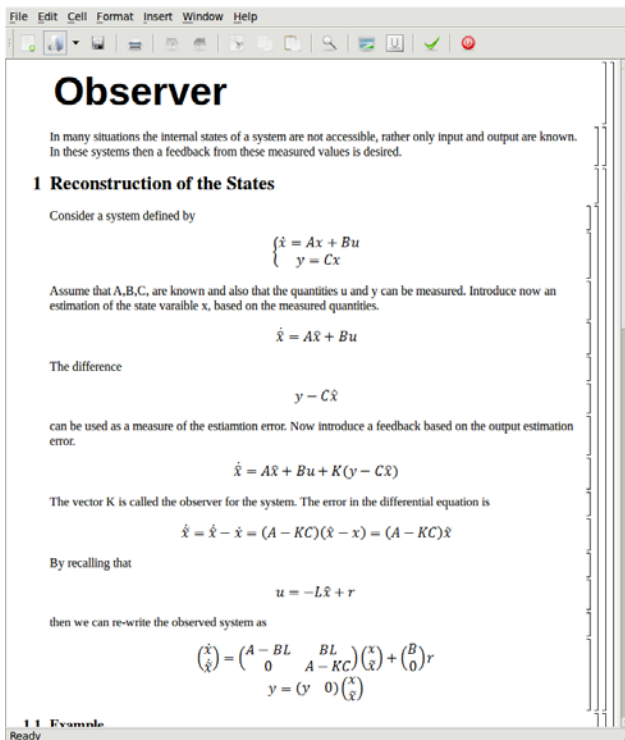 File Edit Cell Format Insert Window Help
Observer
In many situations the internal states of a system are not accessible, rather only input and output are known.
In these systems then a feedback from these measured values is desired.
1 Reconstruction of the States
Consider a system defined by
{ẋ = Ax + Bu
y = Cx
Assume that A,B,C, are known and also that the quantities u and y can be measured. Introduce now an
estimation of the state varaible x, based on the measured quantities.
x̂̇ = Ax̂ + Bu
The difference
y − Cx̂
can be used as a measure of the estiamtion error. Now introduce a feedback based on the output estimation
error.
x̂̇ = Ax̂ + Bu + K(y − Cx̂)
The vector K is called the observer for the system. The error in the differential equation is
x̃̇ = x̂̇ − ẋ = (A − KC)(x̂ − x) = (A − KC)x̃
By recalling that
u = −Lx̂ + r
then we can re-write the observed system as
(ẋ x̃̇) = (A − BL BL 0 A − KC)(x x̃) + (B 0)r
y = (y 0)(x x̃)
1.1 Example
Ready